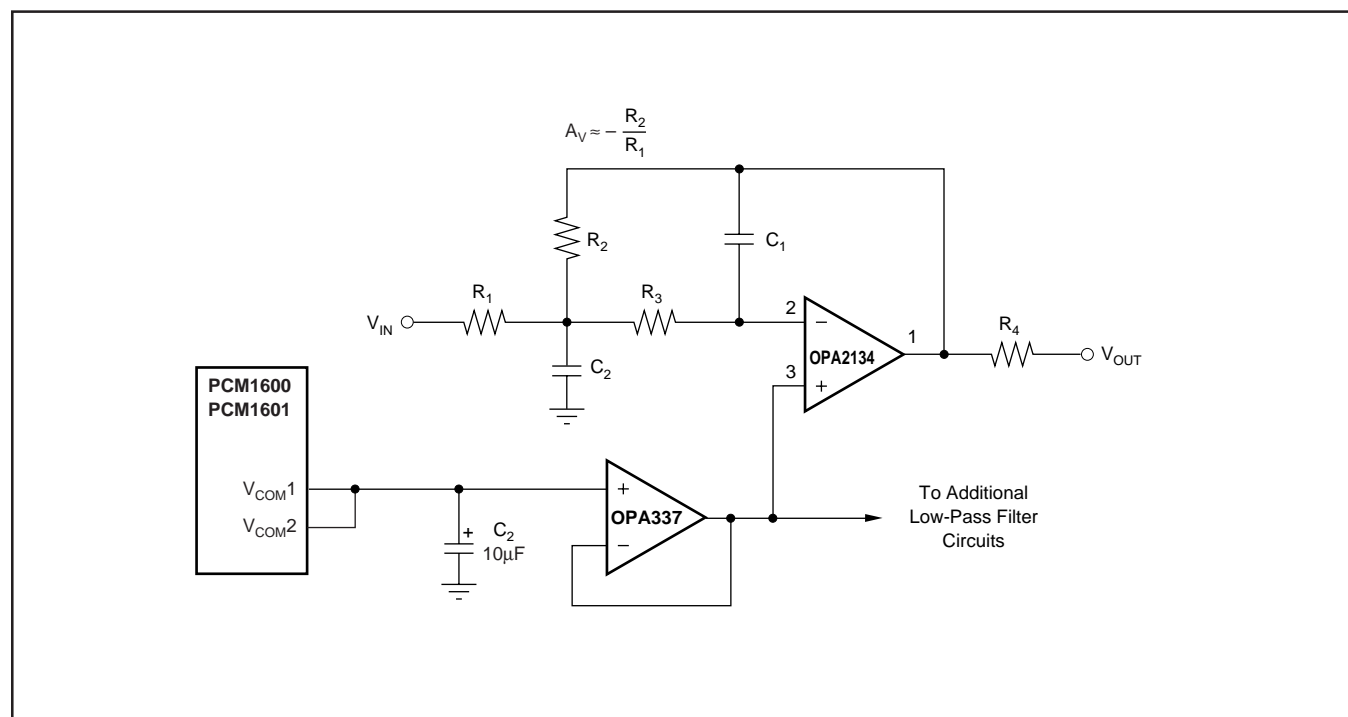 A_V ≈ − R_2
R_1
R_2
C_1
R_1
R_3
V_IN
2
−
1
R_4
OPA2134
V_OUT
C_2
3
+
PCM1600
PCM1601
V_COM1
V_COM2
+
OPA337
−
+
C_2
10µF
To Additional
Low-Pass Filter
Circuits